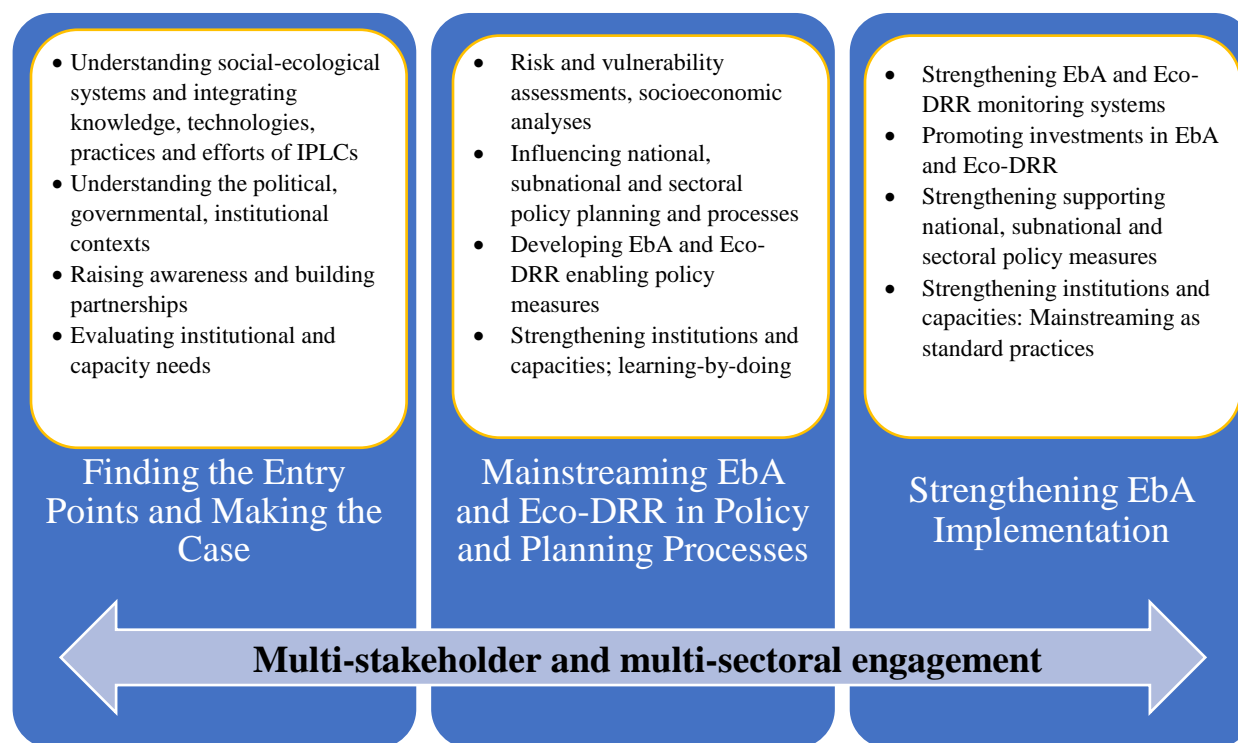 • Understanding social-ecological
systems and integrating
knowledge, technologies,
practices and efforts of IPLCs
• Understanding the political,
governmental, institutional
contexts
• Raising awareness and building
partnerships
• Evaluating institutional and
capacity needs
Finding the Entry
Points and Making the
Case
• Risk and vulnerability
assessments, socioeconomic
analyses
• Influencing national,
subnational and sectoral
policy planning and processes
• Developing EbA and Eco-
DRR enabling policy
measures
• Strengthening institutions and
capacities; learning-by-doing
Mainstreaming EbA
and Eco-DRR in Policy
and Planning Processes
• Strengthening EbA and Eco-
DRR monitoring systems
• Promoting investments in EbA
and Eco-DRR
• Strengthening supporting
national, subnational and
sectoral policy measures
• Strengthening institutions and
capacities: Mainstreaming as
standard practices
Strengthening EbA
Implementation
Multi-stakeholder and multi-sectoral engagement